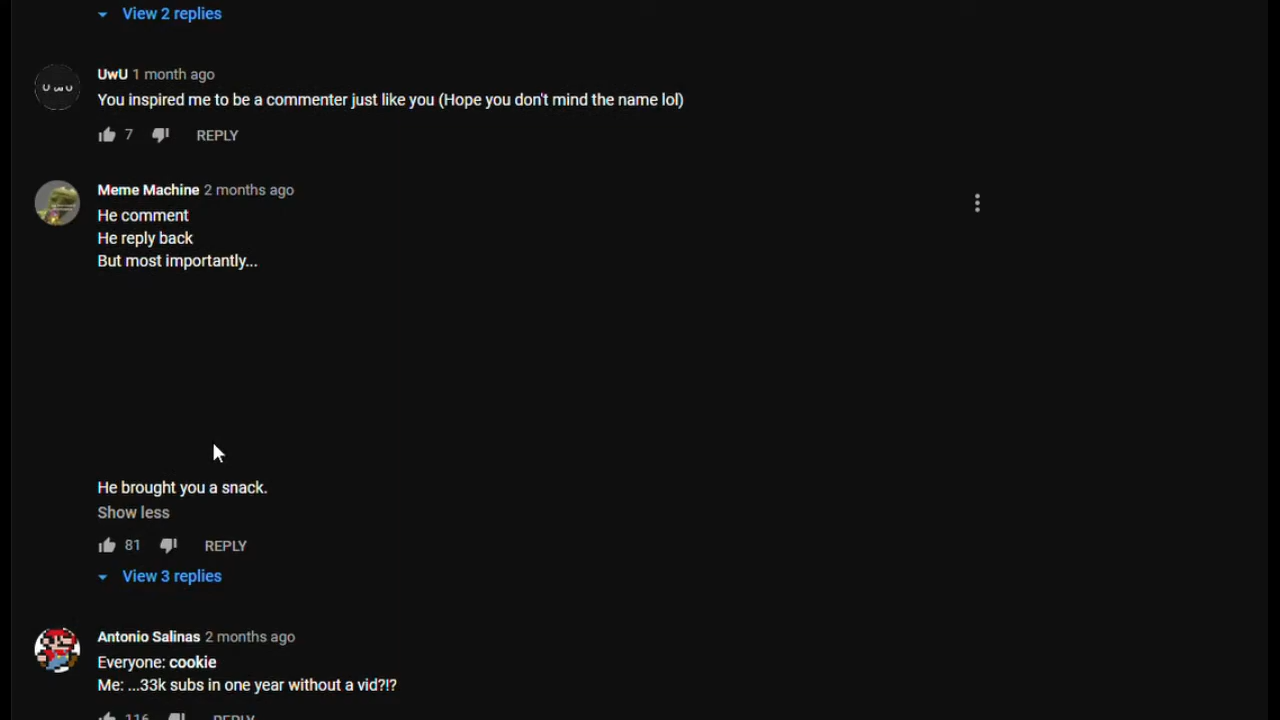 View 2 replies
UwU 1 month ago
You inspired me to be a commenter just like you (Hope you don't mind the name lol)
7 REPLY
Meme Machine 2 months ago
He comment
He reply back
But most importantly...
He brought you a snack.
Show less
81 REPLY
View 3 replies
Antonio Salinas 2 months ago
Everyone: cookie
Me: ...33k subs in one year without a vid?!?
116 REPLY